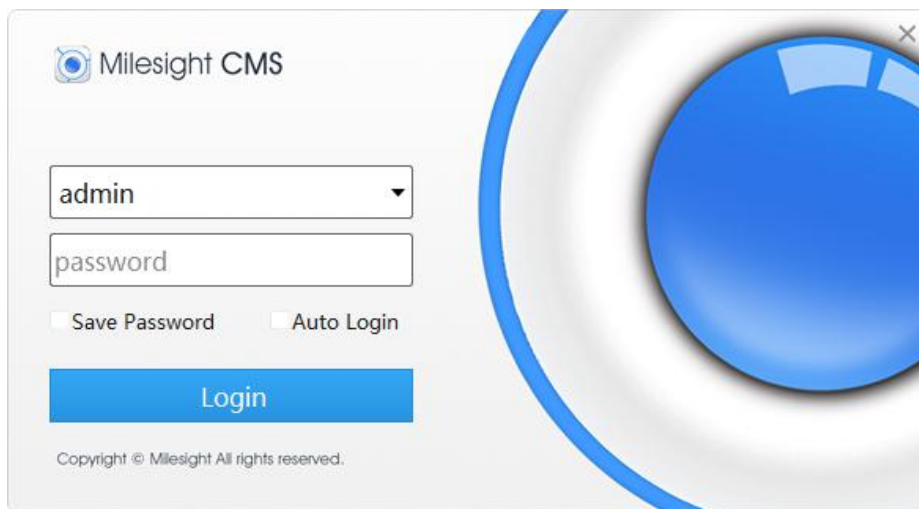 Milesight CMS
admin
password
Save Password Auto Login
Login
Copyright © Milesight All rights reserved.